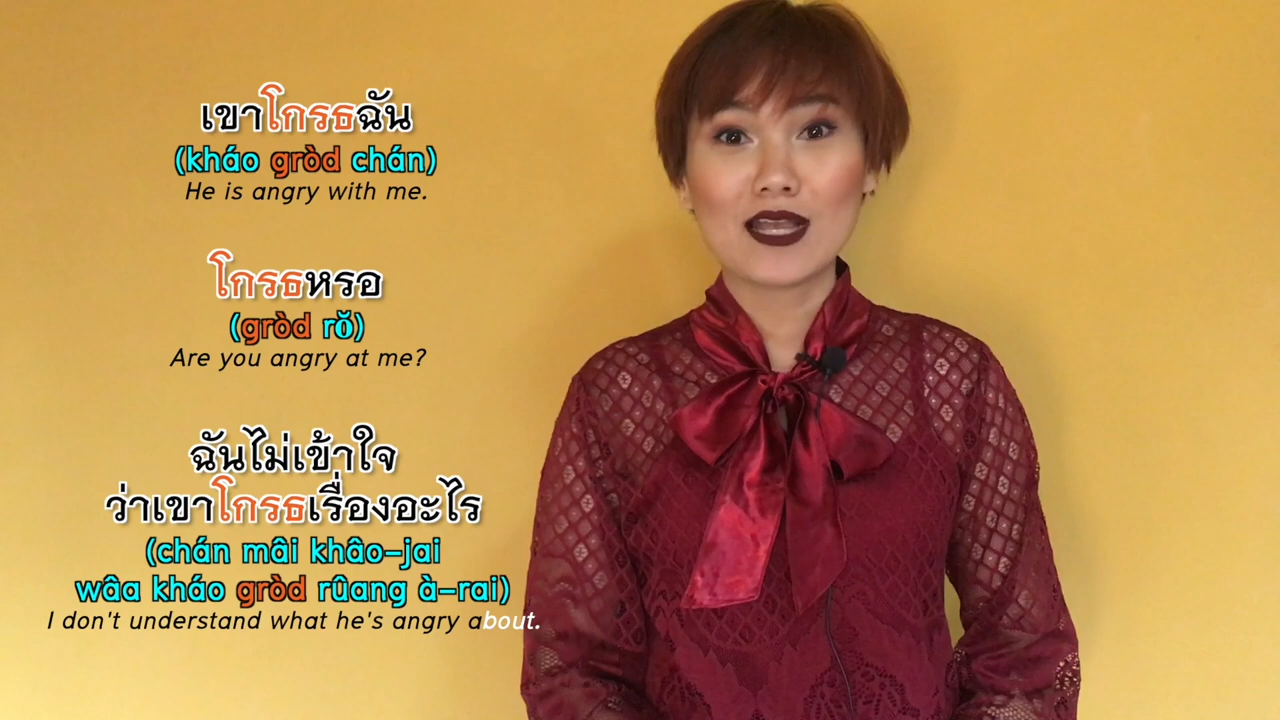 เขาโกรธฉัน
(kháo gròd chán)
He is angry with me.
โกรธหรอ
(gròd rŏ)
Are you angry at me?
ฉันไม่เข้าใจ
ว่าเขาโกรธเรื่องอะไร
(chán mâi khâo-jai
wâa kháo gròd rûang à-rai)
I don't understand what he's angry about.